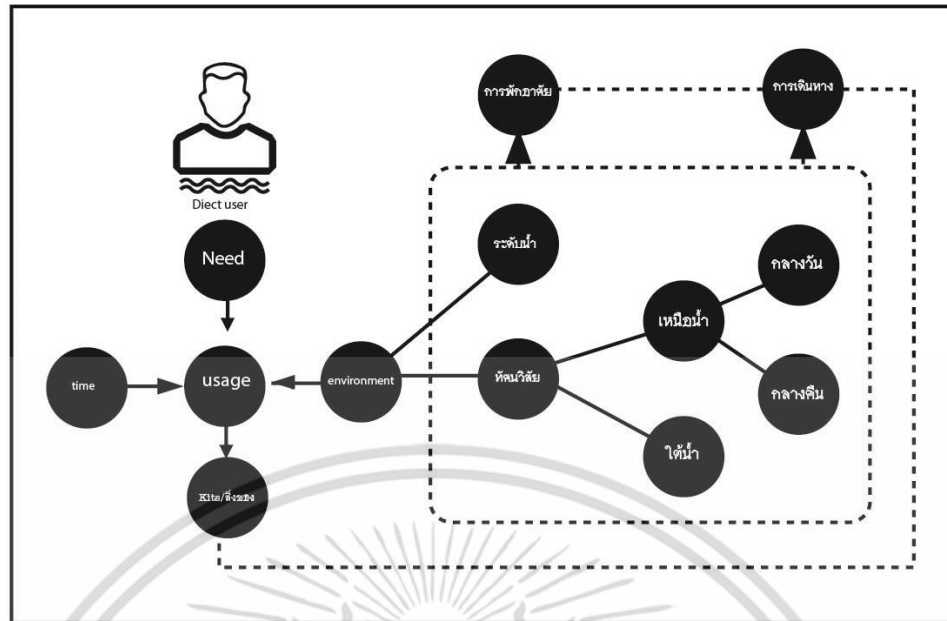 Diect user
Need
time
usage
environment
Kits/สิ่งของ
การพักอาศัย
การเดินทาง
ระดับน้ำ
ทัศนวิสัย
เหนือน้ำ
ใต้น้ำ
กลางวัน
กลางคืน